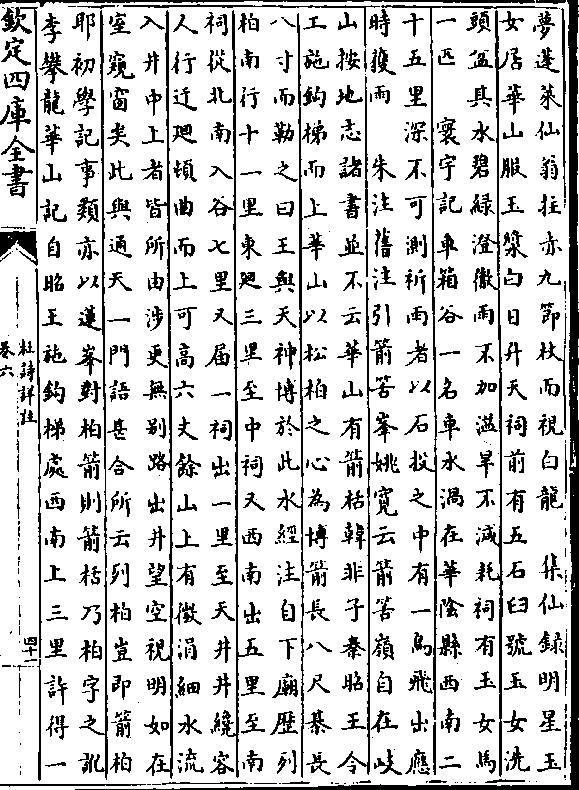 夢蓬萊仙翁拄赤九節杖而視白龍　集仙録明星玉
女居華山服玉漿白日升天祠前有五石臼號玉女洗
頭盆其水碧緑澄徹雨不加溢旱不減耗祠有玉女馬
一匹　寰宇記車箱谷一名車水渦在華陰縣西南二
十五里深不可測祈雨者以石投之中有一鳥飛出應
時獲雨　朱注舊注引箭筈峯姚寛云箭筈嶺自在岐
山按地志諸書並不云華山有箭栝韓非子秦昭王令
工施鈎梯而上華山以松柏之心為博箭長八尺棊長
八寸而勒之曰王與天神博於此水經注自下廟歴列
柏南行十一里東廻三里至中祠又西南出五里至南
祠從北南入谷七里又届一祠出一里至天井井纔容
人行迂廻頓曲而上可高六丈餘山上有微涓細水流
入井中上者皆所由涉更無别路出井望空視明如在
室窺窗矣此與通天一門語甚合所云列柏豈即箭柏
耶初學記事類亦以蓮峯對柏箭則箭栝乃柏字之訛
李攀龍華山記自昭王施鈎梯處西南上三里許得一
欽定四庫全書
杜詩詳註
卷六
四十二